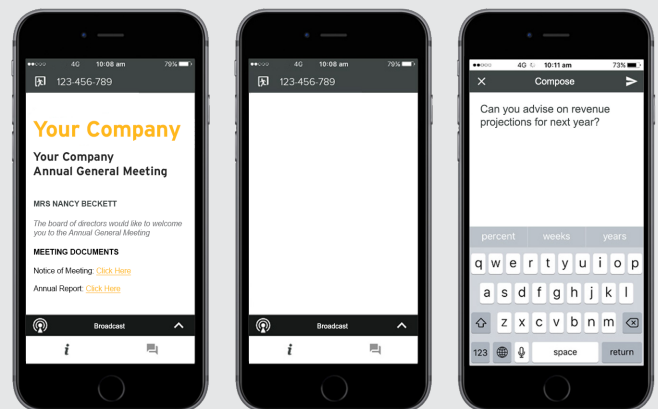 4G 10:08 am 79%
123-456-789
Your Company
Your Company
Annual General Meeting
MRS NANCY BECKETT
The board of directors would like to welcome
you to the Annual General Meeting
MEETING DOCUMENTS
Notice of Meeting: Click Here
Annual Report: Click Here
Broadcast
i
4G 10:08 am 79%
123-456-789
Broadcast
i
4G 10:11 am 73%
Compose
Can you advise on revenue
projections for next year?
percent weeks years
q w e r t y u i o p
a s d f g h j k l
z x c v b n m
123 space return